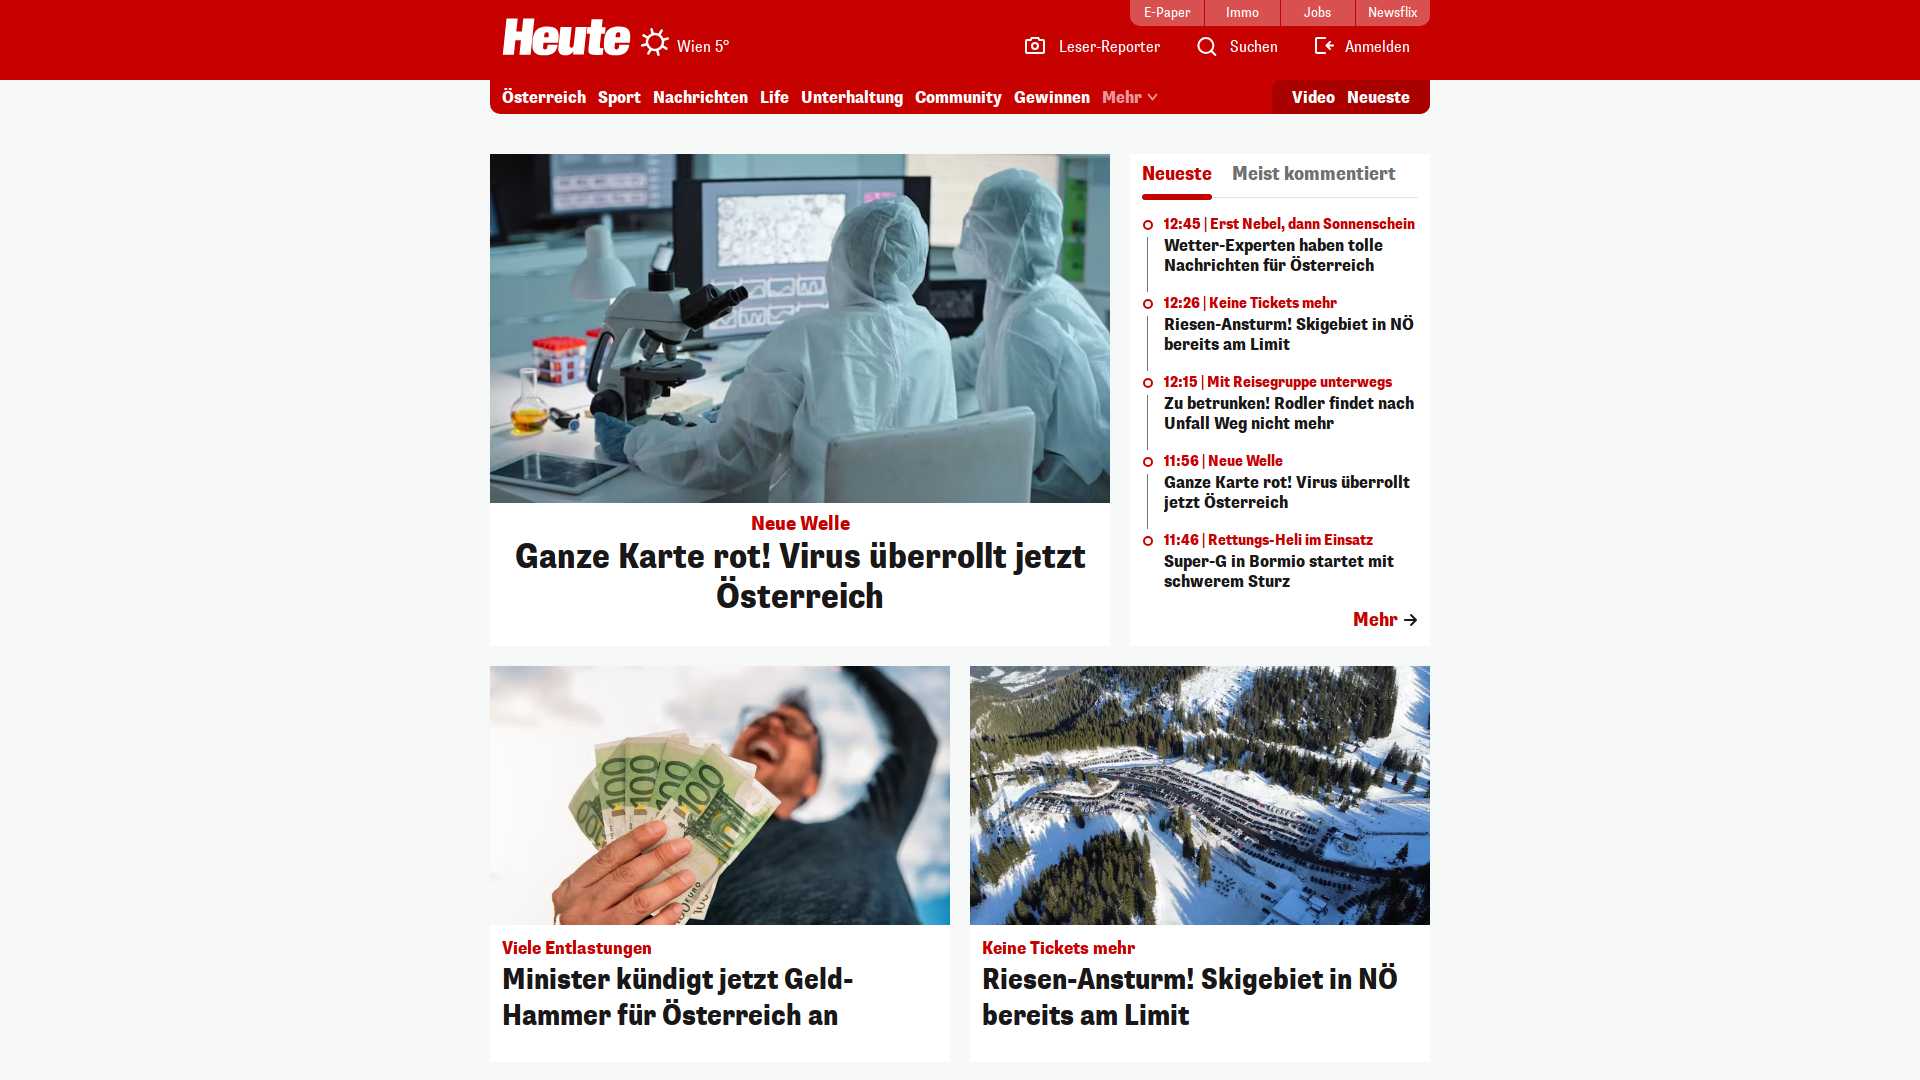 E-Paper
Immo
Jobs
Newsflix
Heute
Wien 5°
Leser-Reporter
Suchen
Anmelden
Österreich
Sport
Nachrichten
Life
Unterhaltung
Community
Gewinnen
Mehr
Video
Neueste
Neue Welle
Ganze Karte rot! Virus überrollt jetzt
Österreich
Neueste
Meist kommentiert
12:45 | Erst Nebel, dann Sonnenschein
Wetter-Experten haben tolle
Nachrichten für Österreich
12:26 | Keine Tickets mehr
Riesen-Ansturm! Skigebiet in NÖ
bereits am Limit
12:15 | Mit Reisegruppe unterwegs
Zu betrunken! Rodler findet nach
Unfall Weg nicht mehr
11:56 | Neue Welle
Ganze Karte rot! Virus überrollt
jetzt Österreich
11:46 | Rettungs-Heli im Einsatz
Super-G in Bormio startet mit
schwerem Sturz
Mehr
100
100
100
100
EURO
100
Viele Entlastungen
Minister kündigt jetzt Geld-
Hammer für Österreich an
Keine Tickets mehr
Riesen-Ansturm! Skigebiet in NÖ
bereits am Limit